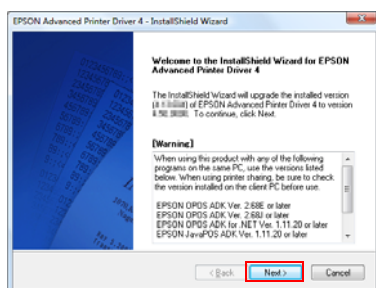 EPSON Advanced Printer Driver 4 - InstallShield Wizard
Welcome to the InstallShield Wizard for EPSON
Advanced Printer Driver 4
The InstallShield Wizard will upgrade the installed version
of EPSON Advanced Printer Driver 4 to version
To continue, click Next.
[Warning]
When using this product with any of the following
programs on the same PC, use the versions listed
below. When using printer sharing, be sure to check
the version installed on the client PC before use.
EPSON OPOS ADK Ver. 2.68E or later
EPSON OPOS ADK Ver. 2.68J or later
EPSON OPOS ADK for .NET Ver. 1.11.20 or later
EPSON JavaPOS ADK Ver. 1.11.20 or later
< Back
Next >
Cancel